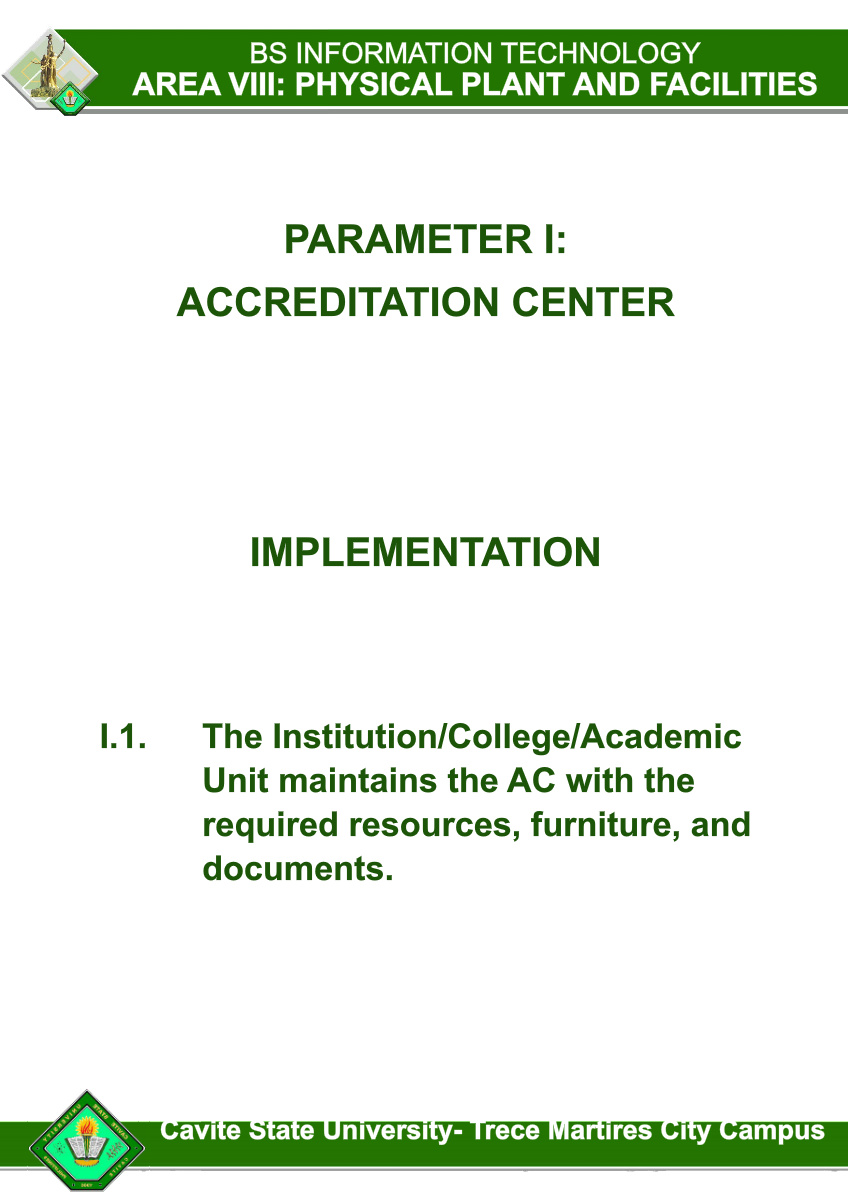 BS INFORMATION TECHNOLOGY
AREA VIII: PHYSICAL PLANT AND FACILITIES
PARAMETER I:
ACCREDITATION CENTER
IMPLEMENTATION
I.1. The Institution/College/Academic
Unit maintains the AC with the
required resources, furniture, and
documents.
Cavite State University- Trece Martires City Campus